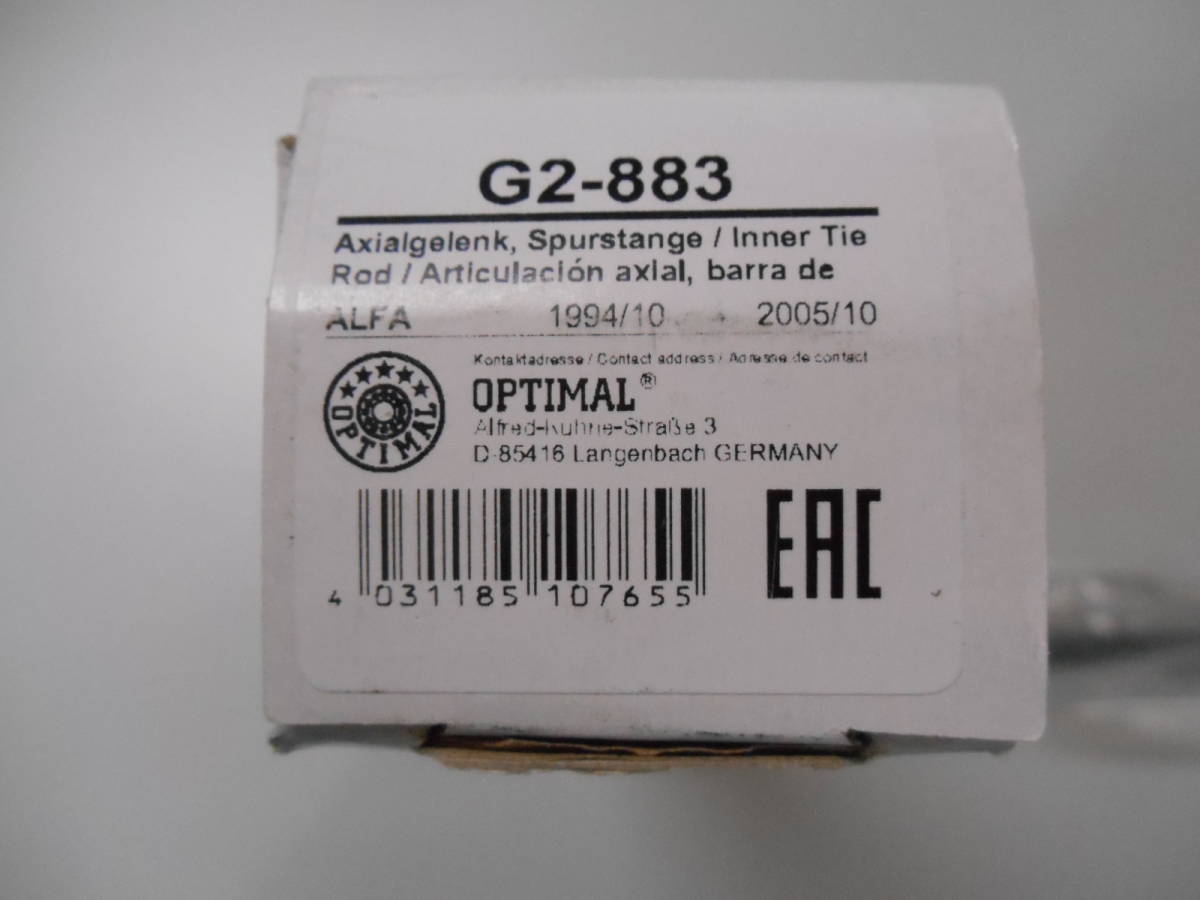 G2-883
Axialgelenk, Spurstange / Inner Tie
Rod / Articulación axial, barra de
ALFA 1994/10 → 2005/10
Kontaktadresse / Contact address / Adresse de contact
OPTIMAL®
Alfred-Kühne-Straße 3
D-85416 Langenbach GERMANY
OPTIMAL
4 031185 107655
EAC